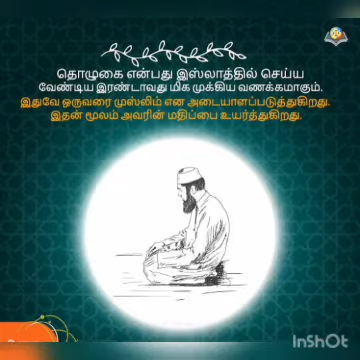 தொழுகை என்பது இஸ்லாத்தில் செய்ய
வேண்டிய இரண்டாவது மிக முக்கிய வணக்கமாகும்.
இதுவே ஒருவரை முஸ்லிம் என அடையாளப்படுத்துகிறது.
இதன் மூலம் அவரின் மதிப்பை உயர்த்துகிறது.
InShOt